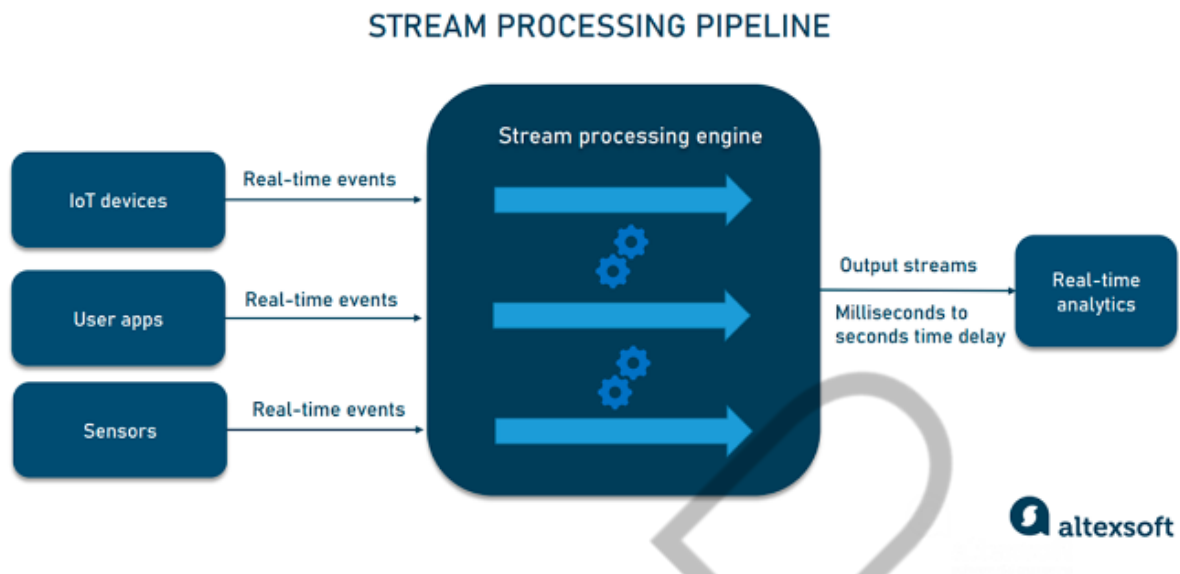 STREAM PROCESSING PIPELINE
Stream processing engine
IoT devices
Real-time events
User apps
Real-time events
Sensors
Real-time events
Output streams
Milliseconds to
seconds time delay
Real-time
analytics
altexsoft